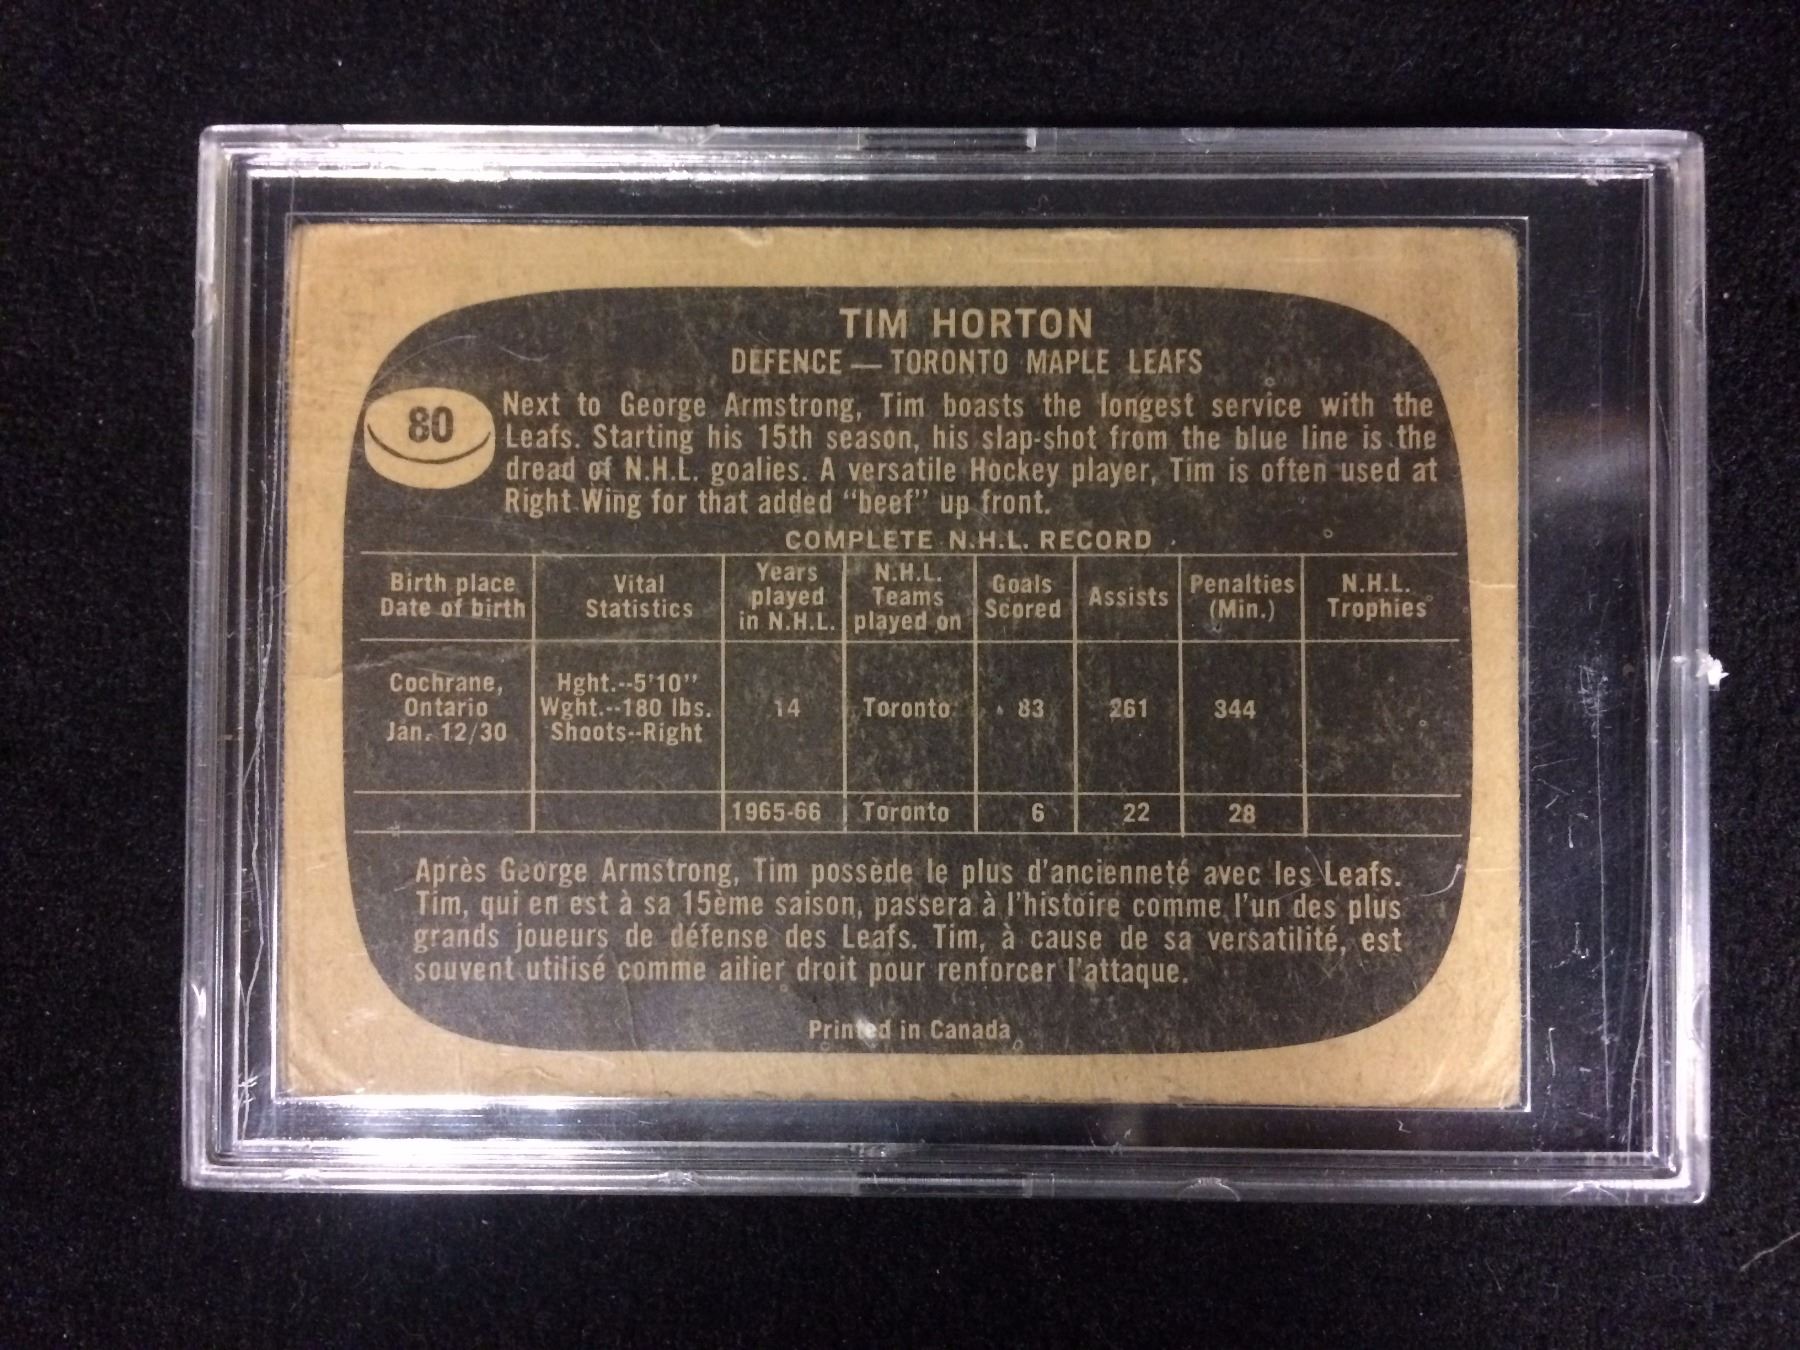 TIM HORTON
DEFENCE — TORONTO MAPLE LEAFS
80
Next to George Armstrong, Tim boasts the longest service with the
Leafs. Starting his 15th season, his slap-shot from the blue line is the
dread of N.H.L. goalies. A versatile Hockey player, Tim is often used at
Right Wing for that added "beef" up front.
COMPLETE N.H.L. RECORD
Birth place
Date of birth
Vital
Statistics
Years
played
in N.H.L.
N.H.L.
Teams
played on
Goals
Scored
Assists
Penalties
(Min.)
N.H.L.
Trophies
Cochrane,
Ontario
Jan. 12/30
Hght.--5'10''
Wght.--180 lbs.
Shoots--Right
14
Toronto
83
261
344
1965-66
Toronto
6
22
28
Après George Armstrong, Tim possède le plus d'ancienneté avec les Leafs.
Tim, qui en est à sa 15ème saison, passera à l'histoire comme l'un des plus
grands joueurs de défense des Leafs. Tim, à cause de sa versatilité, est
souvent utilisé comme ailier droit pour renforcer l'attaque.
Printed in Canada